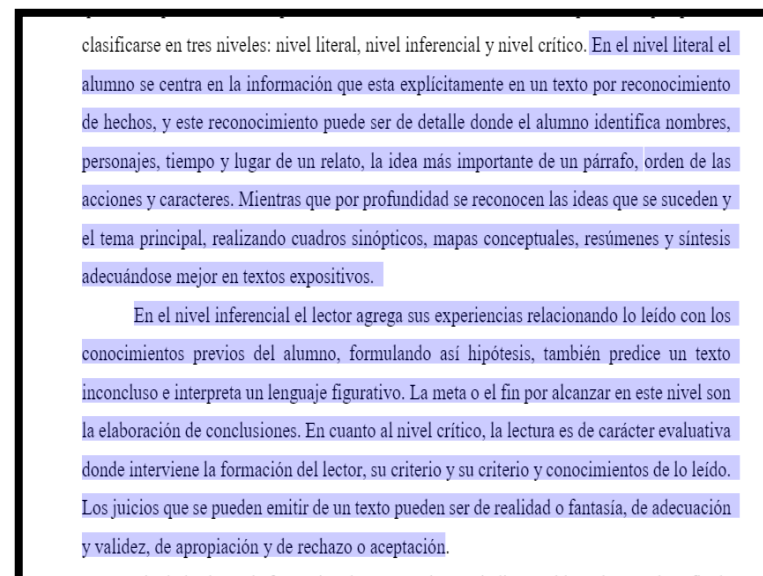 clasificarse en tres niveles: nivel literal, nivel inferencial y nivel crítico. En el nivel literal el
alumno se centra en la información que esta explícitamente en un texto por reconocimiento
de hechos, y este reconocimiento puede ser de detalle donde el alumno identifica nombres,
personajes, tiempo y lugar de un relato, la idea más importante de un párrafo, orden de las
acciones y caracteres. Mientras que por profundidad se reconocen las ideas que se suceden y
el tema principal, realizando cuadros sinópticos, mapas conceptuales, resúmenes y síntesis
adecuándose mejor en textos expositivos.
En el nivel inferencial el lector agrega sus experiencias relacionando lo leído con los
conocimientos previos del alumno, formulando así hipótesis, también predice un texto
inconcluso e interpreta un lenguaje figurativo. La meta o el fin por alcanzar en este nivel son
la elaboración de conclusiones. En cuanto al nivel crítico, la lectura es de carácter evaluativa
donde interviene la formación del lector, su criterio y su criterio y conocimientos de lo leído.
Los juicios que se pueden emitir de un texto pueden ser de realidad o fantasía, de adecuación
y validez, de apropiación y de rechazo o aceptación.